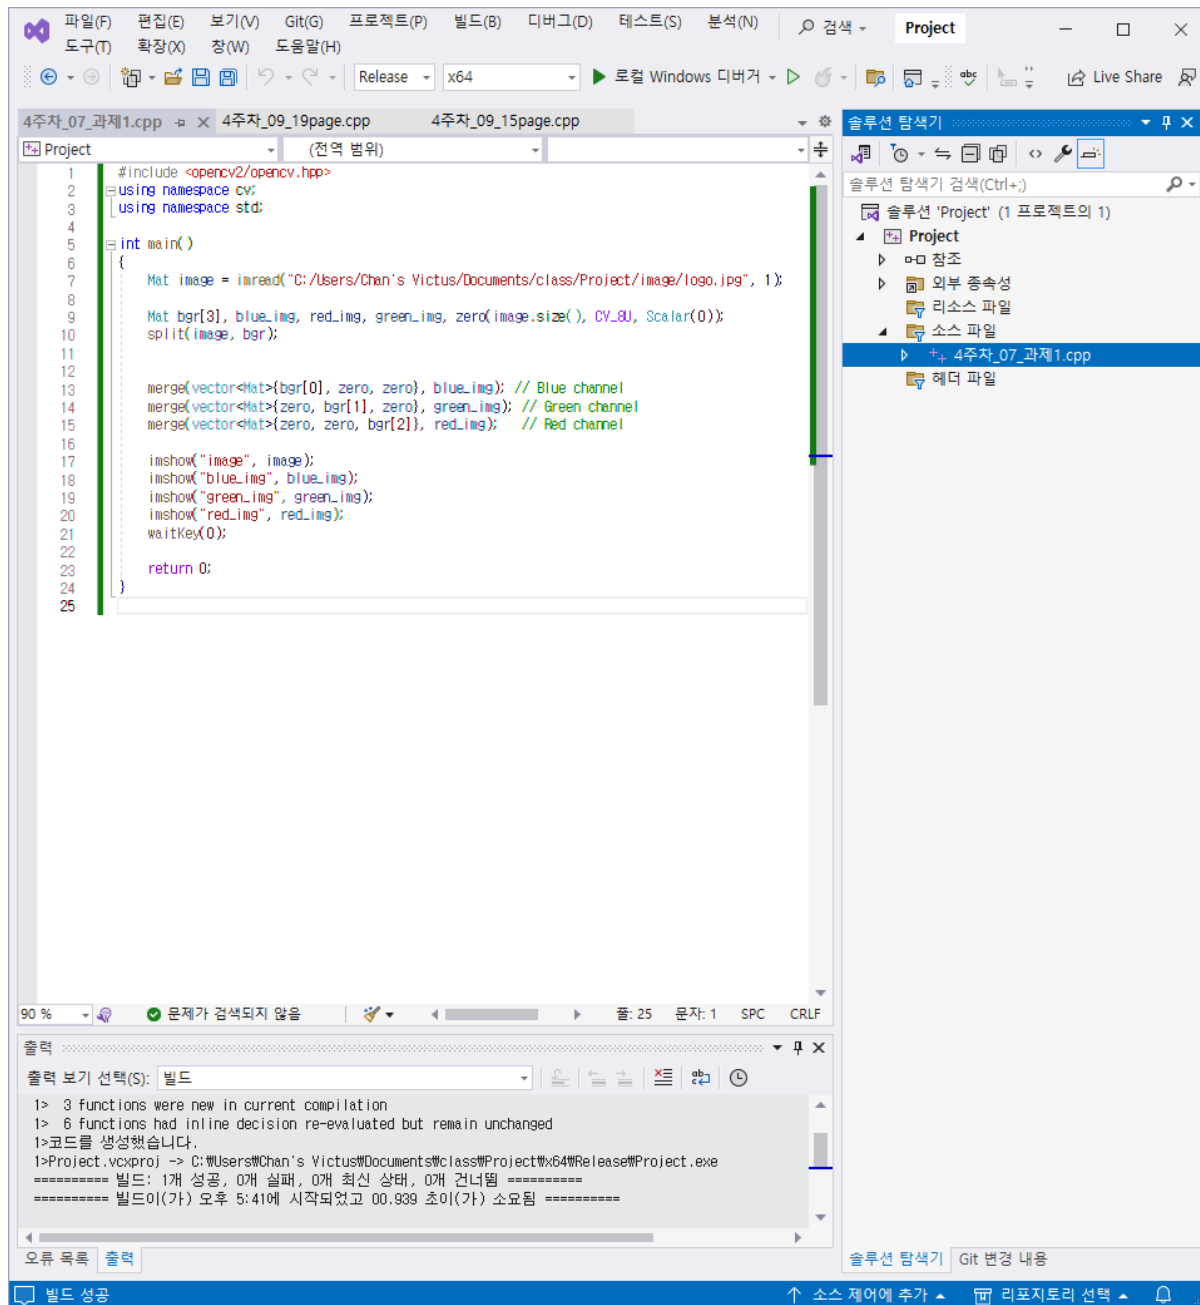 파일(F) 편집(E) 보기(V) Git(G) 프로젝트(P) 빌드(B) 디버그(D) 테스트(S) 분석(N) 검색 Project
도구(T) 확장(X) 창(W) 도움말(H)
Release x64 로컬 Windows 디버거 Live Share
4주차_07_과제1.cpp 4주차_09_19page.cpp 4주차_09_15page.cpp
Project (전역 범위)
1 #include <opencv2/opencv.hpp>
2 using namespace cv;
3 using namespace std;
4
5 int main()
6 {
7 Mat image = imread("C:/Users/Chan's Victus/Documents/class/Project/image/logo.jpg", 1);
8
9 Mat bgr[3], blue_img, red_img, green_img, zero(image.size(), CV_8U, Scalar(0));
10 split(image, bgr);
11
12
13 merge(vector<Mat>{bgr[0], zero, zero}, blue_img); // Blue channel
14 merge(vector<Mat>{zero, bgr[1], zero}, green_img); // Green channel
15 merge(vector<Mat>{zero, zero, bgr[2]}, red_img); // Red channel
16
17 imshow("image", image);
18 imshow("blue_img", blue_img);
19 imshow("green_img", green_img);
20 imshow("red_img", red_img);
21 waitKey(0);
22
23 return 0;
24 }
25
90 % 문제가 검색되지 않음 줄: 25 문자: 1 SPC CRLF
출력
출력 보기 선택(S): 빌드
1> 3 functions were new in current compilation
1> 6 functions had inline decision re-evaluated but remain unchanged
1>코드를 생성했습니다.
1>Project.vcxproj -> C:₩Users₩Chan's Victus₩Documents₩class₩Project₩x64₩Release₩Project.exe
========== 빌드: 1개 성공, 0개 실패, 0개 최신 상태, 0개 건너뜀 ==========
========== 빌드이(가) 오후 5:41에 시작되었고 00.939 초이(가) 소요됨 ==========
오류 목록 출력
솔루션 탐색기
솔루션 탐색기 검색(Ctrl+;)
솔루션 'Project' (1 프로젝트의 1)
Project
참조
외부 종속성
리소스 파일
소스 파일
4주차_07_과제1.cpp
헤더 파일
솔루션 탐색기 Git 변경 내용
빌드 성공 소스 제어에 추가 리포지토리 선택